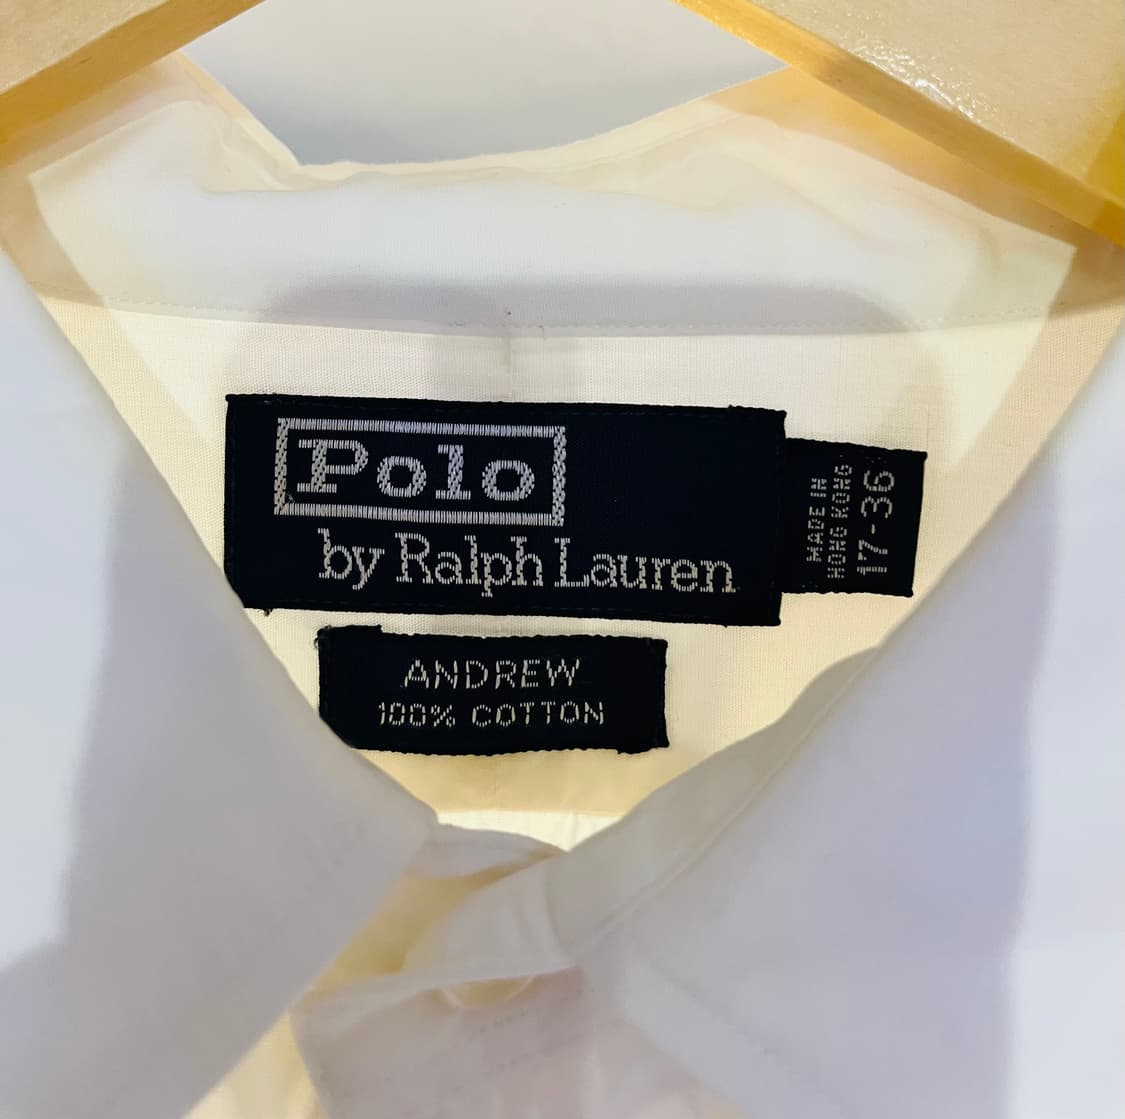 Polo
by Ralph Lauren
MADE IN
HONG KONG
17-36
ANDREW
100% COTTON